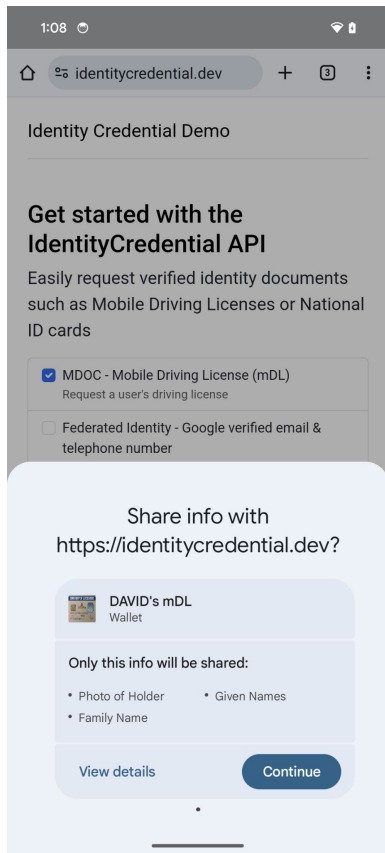 1:08
identitycredential.dev
3
Identity Credential Demo
Get started with the
IdentityCredential API
Easily request verified identity documents
such as Mobile Driving Licenses or National
ID cards
MDOC - Mobile Driving License (mDL)
Request a user's driving license
Federated Identity - Google verified email &
telephone number
Share info with
https://identitycredential.dev?
DAVID's mDL
Wallet
Only this info will be shared:
• Photo of Holder • Given Names
• Family Name
View details Continue